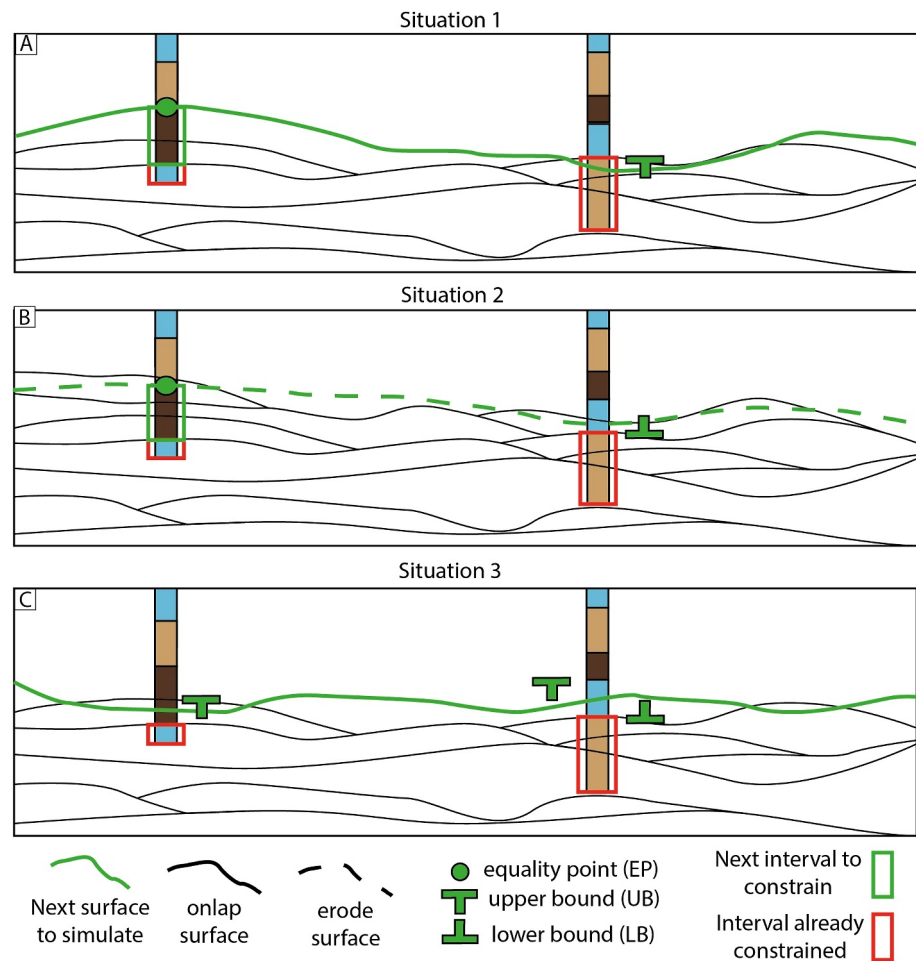 Situation 1
A
Situation 2
B
Situation 3
C
Next surface
to simulate
onlap
surface
erode
surface
equality point (EP)
upper bound (UB)
lower bound (LB)
Next interval to
constrain
Interval already
constrained